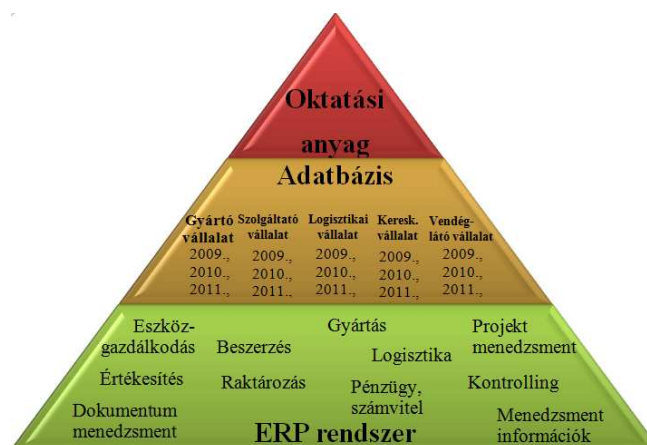 Oktatási
anyag
Adatbázis
Gyártó
vállalat
2009.,
2010.,
2011.,
Szolgáltató
vállalat
2009.,
2010.,
2011.,
Logisztikai
vállalat
2009.,
2010.,
2011.,
Keresk.
vállalat
2009.,
2010.,
2011.,
Vendég-
látó vállalat
2009.,
2010.,
2011.,
Eszköz-
gazdálkodás
Beszerzés
Gyártás
Logisztika
Projekt
menedzsment
Értékesítés
Raktározás
Pénzügy,
számvitel
Kontrolling
Dokumentum
menedzsment
ERP rendszer
Menedzsment
információk